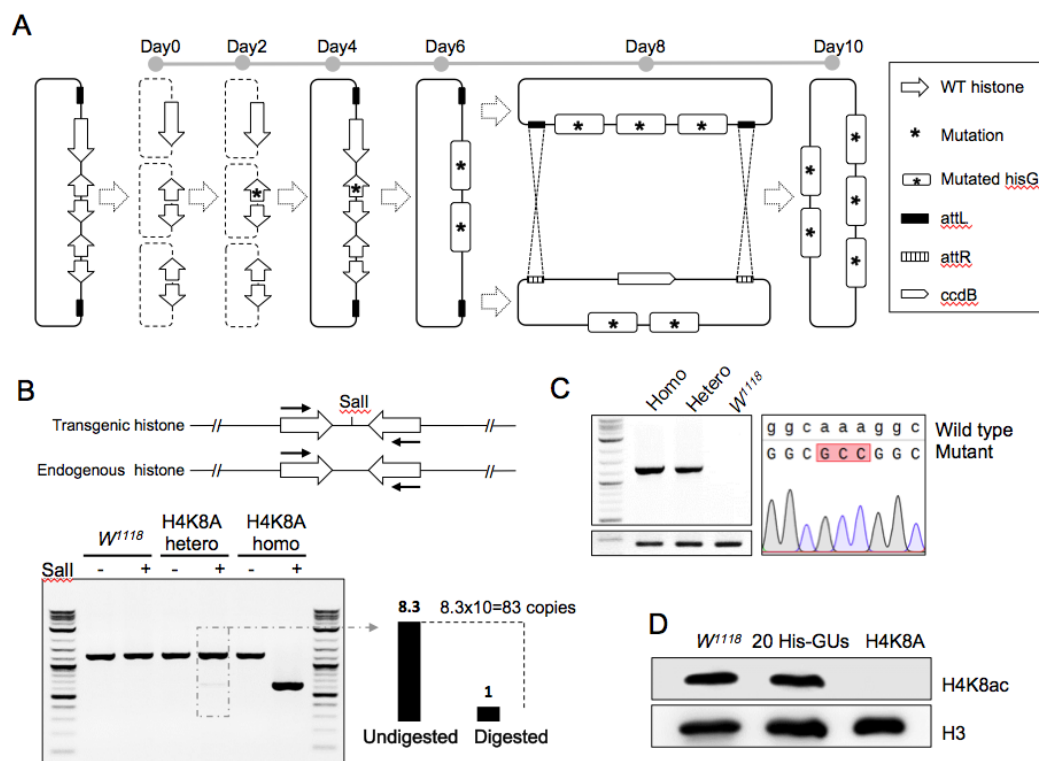 A
Day0 Day2 Day4 Day6 Day8 Day10
WT histone
* Mutation
* Mutated hisG
attL
attR
ccdB
B
Transgenic histone
SalI
Endogenous histone
W1118 H4K8A hetero H4K8A homo
SalI - + - + - +
8.3
8.3x10=83 copies
1
Undigested Digested
C
Homo Hetero W1118
g g c a a a g g c Wild type
G G C G C C G G C Mutant
D
W1118 20 His-GUs H4K8A
H4K8ac
H3